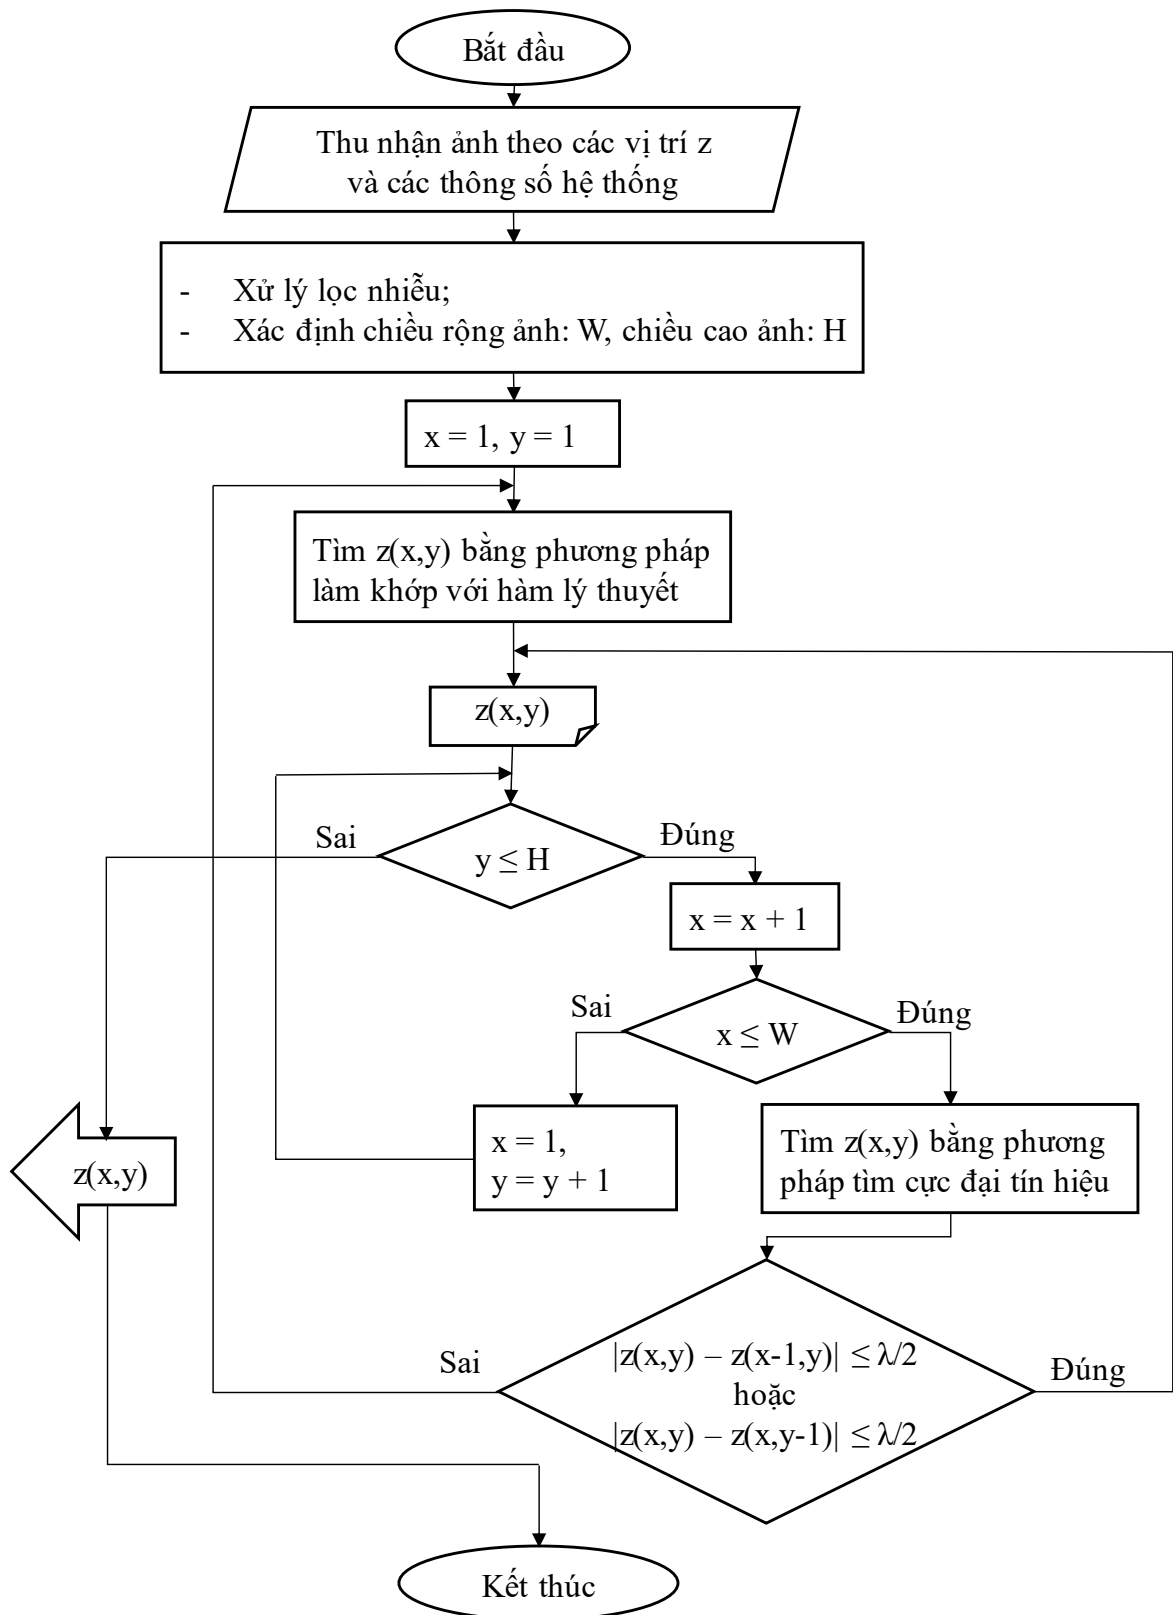 Bắt đầu
Thu nhận ảnh theo các vị trí z
và các thông số hệ thống
- Xử lý lọc nhiễu;
- Xác định chiều rộng ảnh: W, chiều cao ảnh: H
x = 1, y = 1
Tìm z(x,y) bằng phương pháp
làm khớp với hàm lý thuyết
z(x,y)
Sai
Đúng
y ≤ H
x = x + 1
Sai
Đúng
x ≤ W
x = 1,
y = y + 1
Tìm z(x,y) bằng phương
pháp tìm cực đại tín hiệu
z(x,y)
Sai
|z(x,y) – z(x-1,y)| ≤ λ/2
hoặc
|z(x,y) – z(x,y-1)| ≤ λ/2
Đúng
Kết thúc